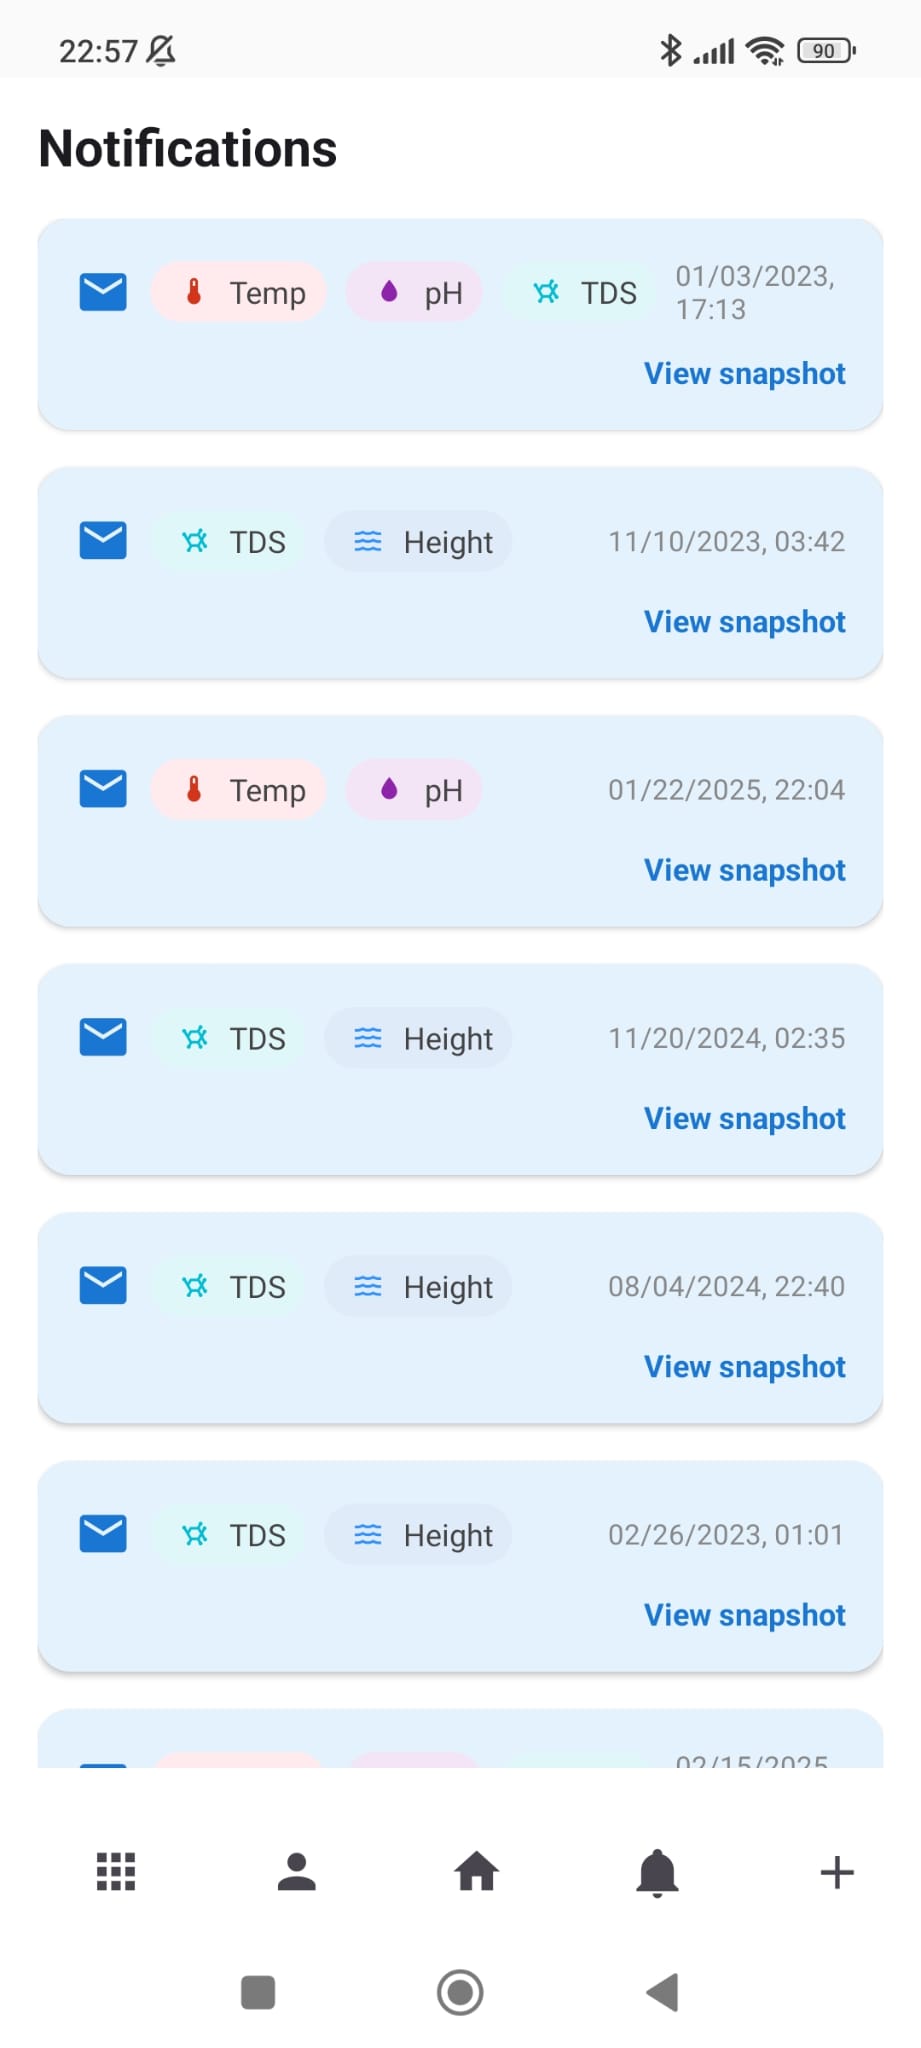 22:57 90
Notifications
Temp pH TDS 01/03/2023,
17:13
View snapshot
TDS Height 11/10/2023, 03:42
View snapshot
Temp pH 01/22/2025, 22:04
View snapshot
TDS Height 11/20/2024, 02:35
View snapshot
TDS Height 08/04/2024, 22:40
View snapshot
TDS Height 02/26/2023, 01:01
View snapshot
02/15/2025